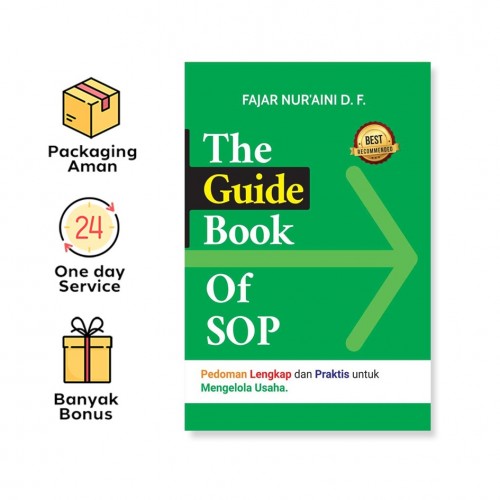 Packaging
Aman
24
One day
Service
Banyak
Bonus
FAJAR NUR'AINI D. F.
BEST
RECOMMENDED
The
Guide
Book
Of
SOP
Pedoman Lengkap dan Praktis untuk
Mengelola Usaha.